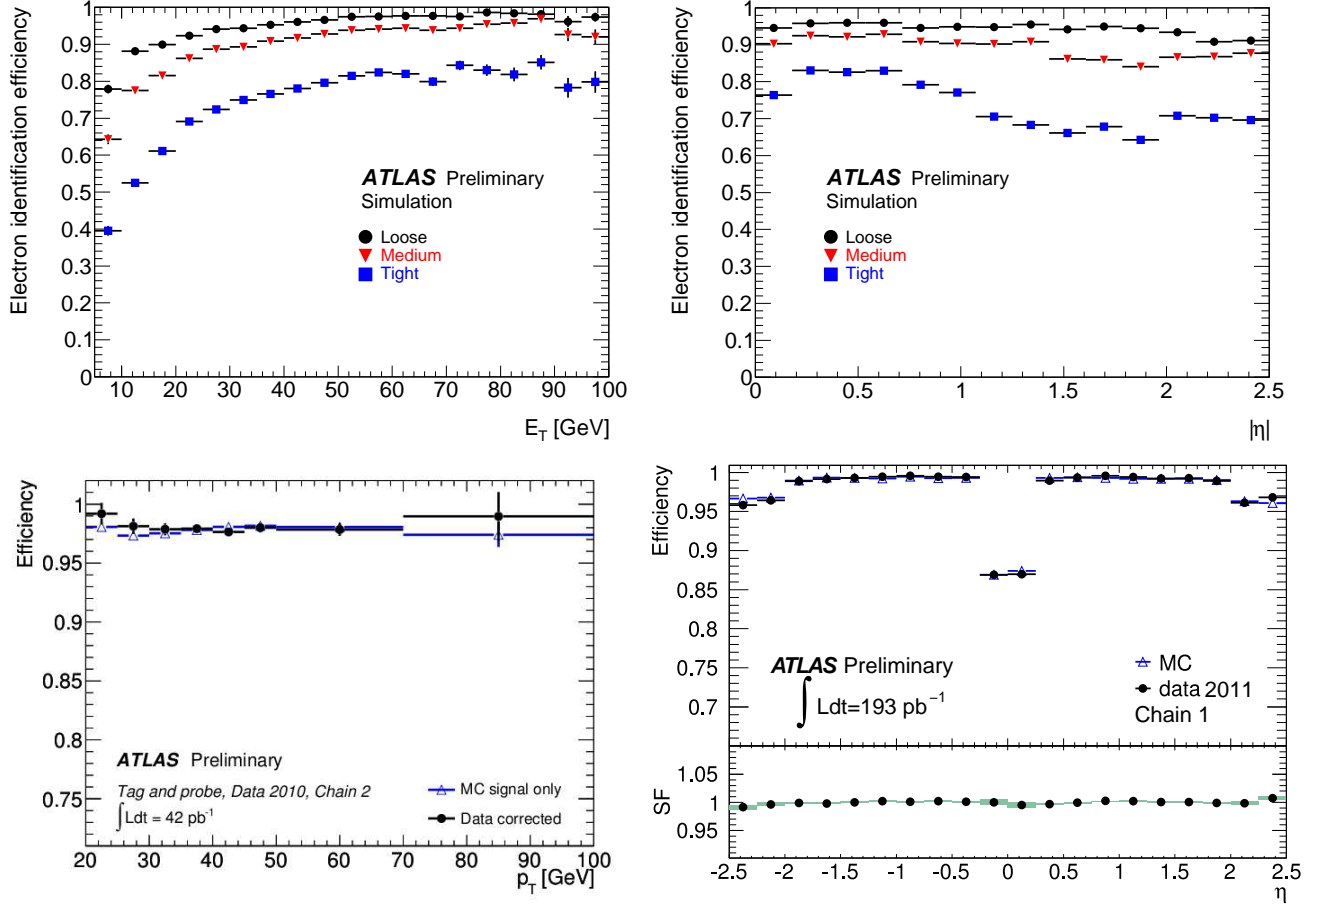 Electron identification efficiency
1
0.9
0.8
0.7
0.6
0.5
0.4
0.3
0.2
0.1
0
ATLAS Preliminary
Simulation
Loose
Medium
Tight
10 20 30 40 50 60 70 80 90 100
E_T [GeV]
Electron identification efficiency
1
0.9
0.8
0.7
0.6
0.5
0.4
0.3
0.2
0.1
0
ATLAS Preliminary
Simulation
Loose
Medium
Tight
0 0.5 1 1.5 2 2.5
|η|
Efficiency
1
0.95
0.9
0.85
0.8
0.75
ATLAS Preliminary
Tag and probe, Data 2010, Chain 2
∫Ldt = 42 pb⁻¹
MC signal only
Data corrected
20 30 40 50 60 70 80 90 100
p_T [GeV]
Efficiency
1
0.95
0.9
0.85
0.8
0.75
0.7
ATLAS Preliminary
∫ Ldt=193 pb⁻¹
MC
data 2011
Chain 1
SF
1.05
1
0.95
-2.5 -2 -1.5 -1 -0.5 0 0.5 1 1.5 2 2.5
η